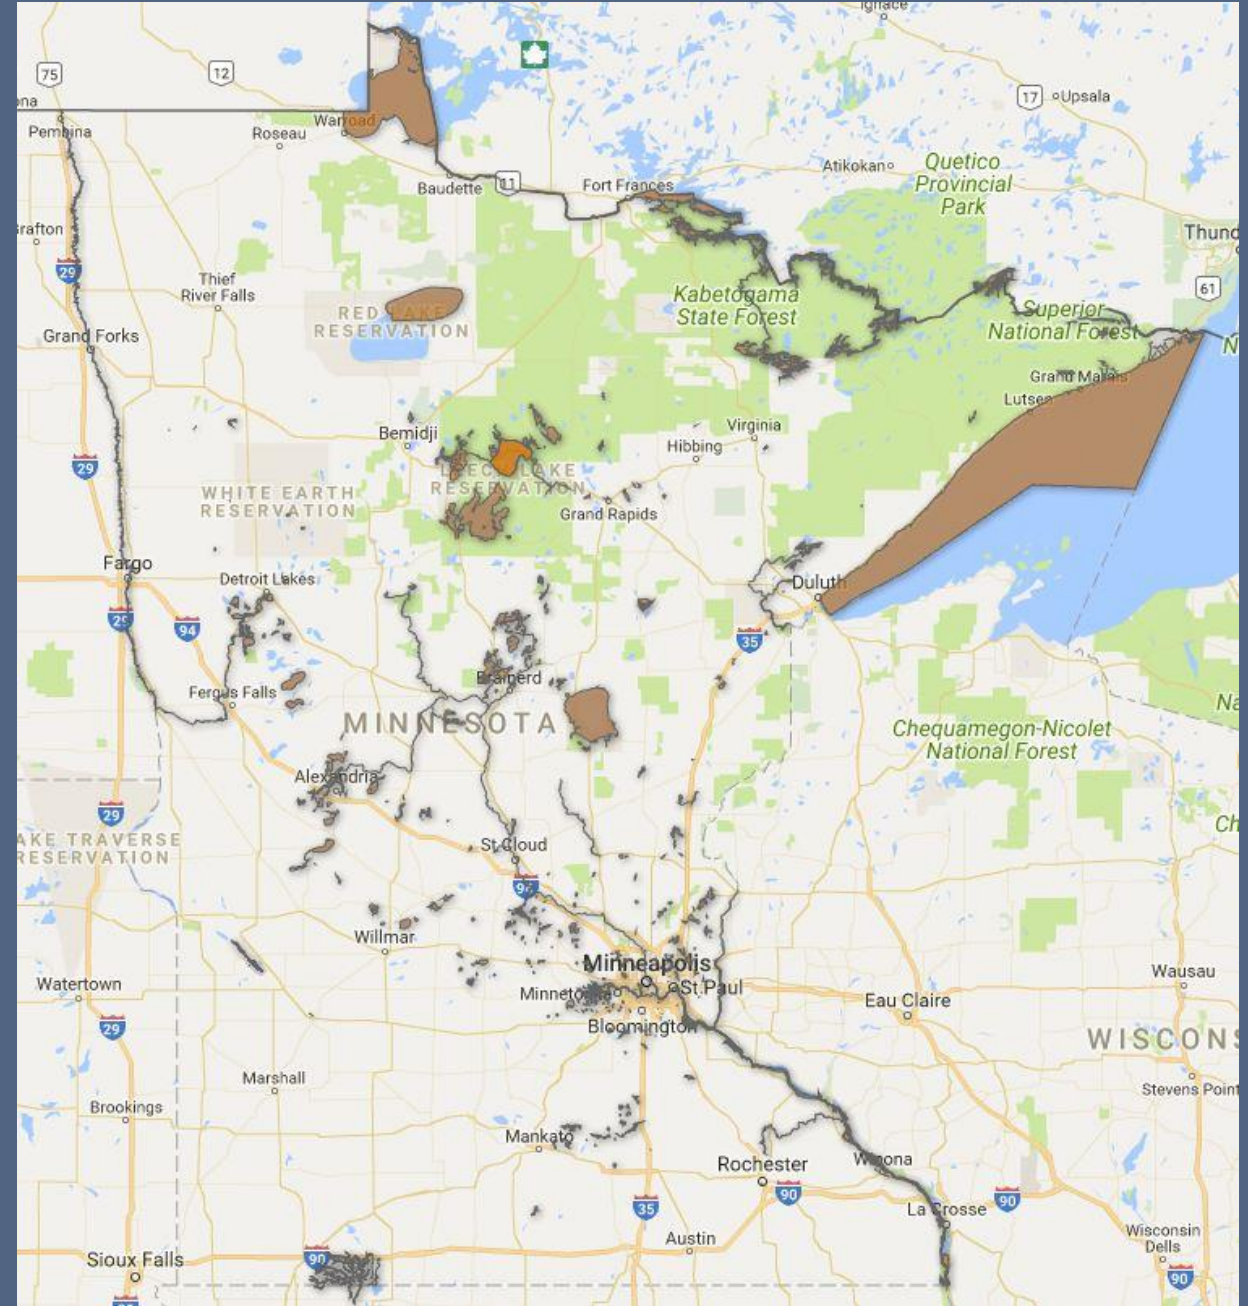 Ignace
75
12
17
Upsala
Pembina
Warroad
Roseau
Atikokan
Quetico
Provincial
Park
Baudette
11
Fort Frances
Grafton
Thund
29
Thief
River Falls
61
Kabetogama
State Forest
RED LAKE
RESERVATION
Superior
National Forest
Grand Forks
N
Grand Marais
Lutsen
Bemidji
Virginia
Hibbing
29
LEECH LAKE
RESERVATION
WHITE EARTH
RESERVATION
Grand Rapids
Fargo
Detroit Lakes
Duluth
29
94
35
Brainerd
Fergus Falls
Na
MINNESOTA
Chequamegon-Nicolet
National Forest
Alexandria
29
Ch
AKE TRAVERSE
RESERVATION
St Cloud
94
Willmar
Minneapolis
Wausau
Watertown
Minnetonka
St Paul
Eau Claire
29
Bloomington
WISCONS
Marshall
Stevens Point
Brookings
Mankato
Rochester
Winona
90
90
35
La Crosse
Austin
Wisconsin
Dells
Sioux Falls
90
90